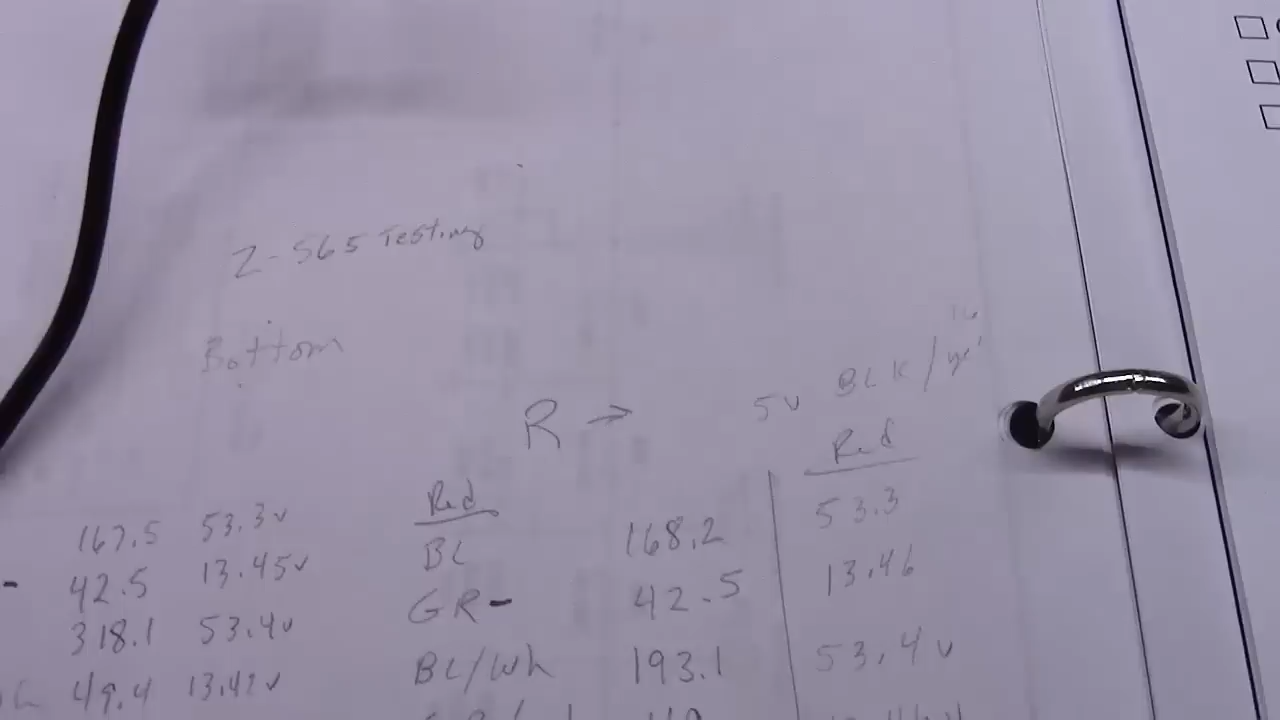 Z-565 Testing
Bottom
R →
5v BLK/
Red
Red
167.5 53.3v BL 168.2 53.3
42.5 13.45v GR- 42.5 13.46
318.1 53.4v BL/Wh 193.1 53.4v
49.4 13.42v